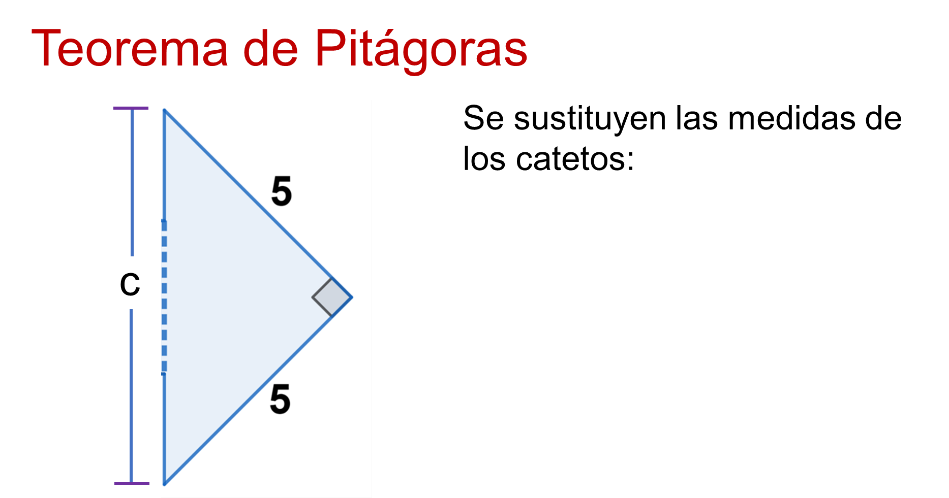 Teorema de Pitágoras
Se sustituyen las medidas de
los catetos:
5
c
5